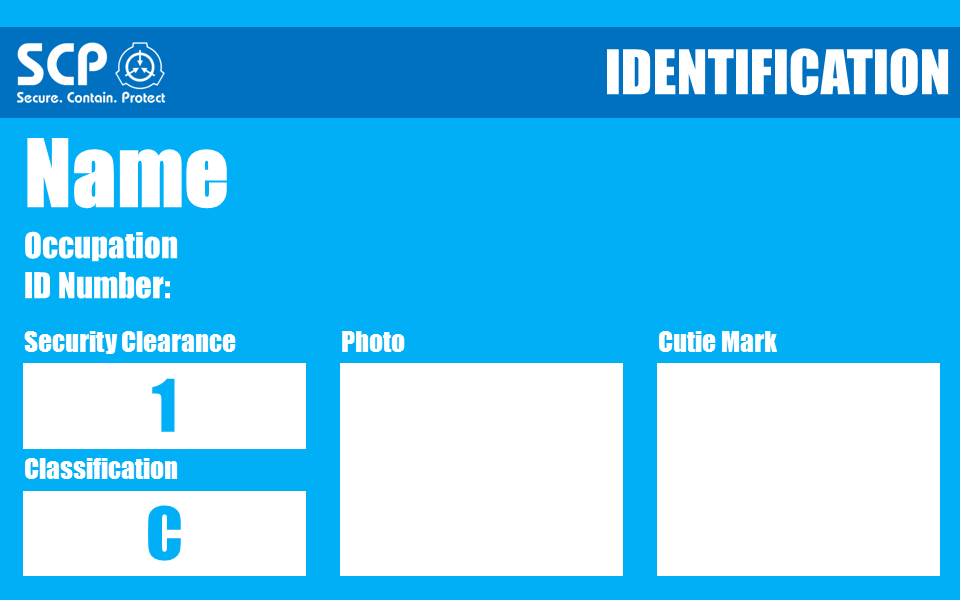 SCP
Secure. Contain. Protect
IDENTIFICATION
Name
Occupation
ID Number:
Security Clearance
1
Classification
C
Photo
Cutie Mark